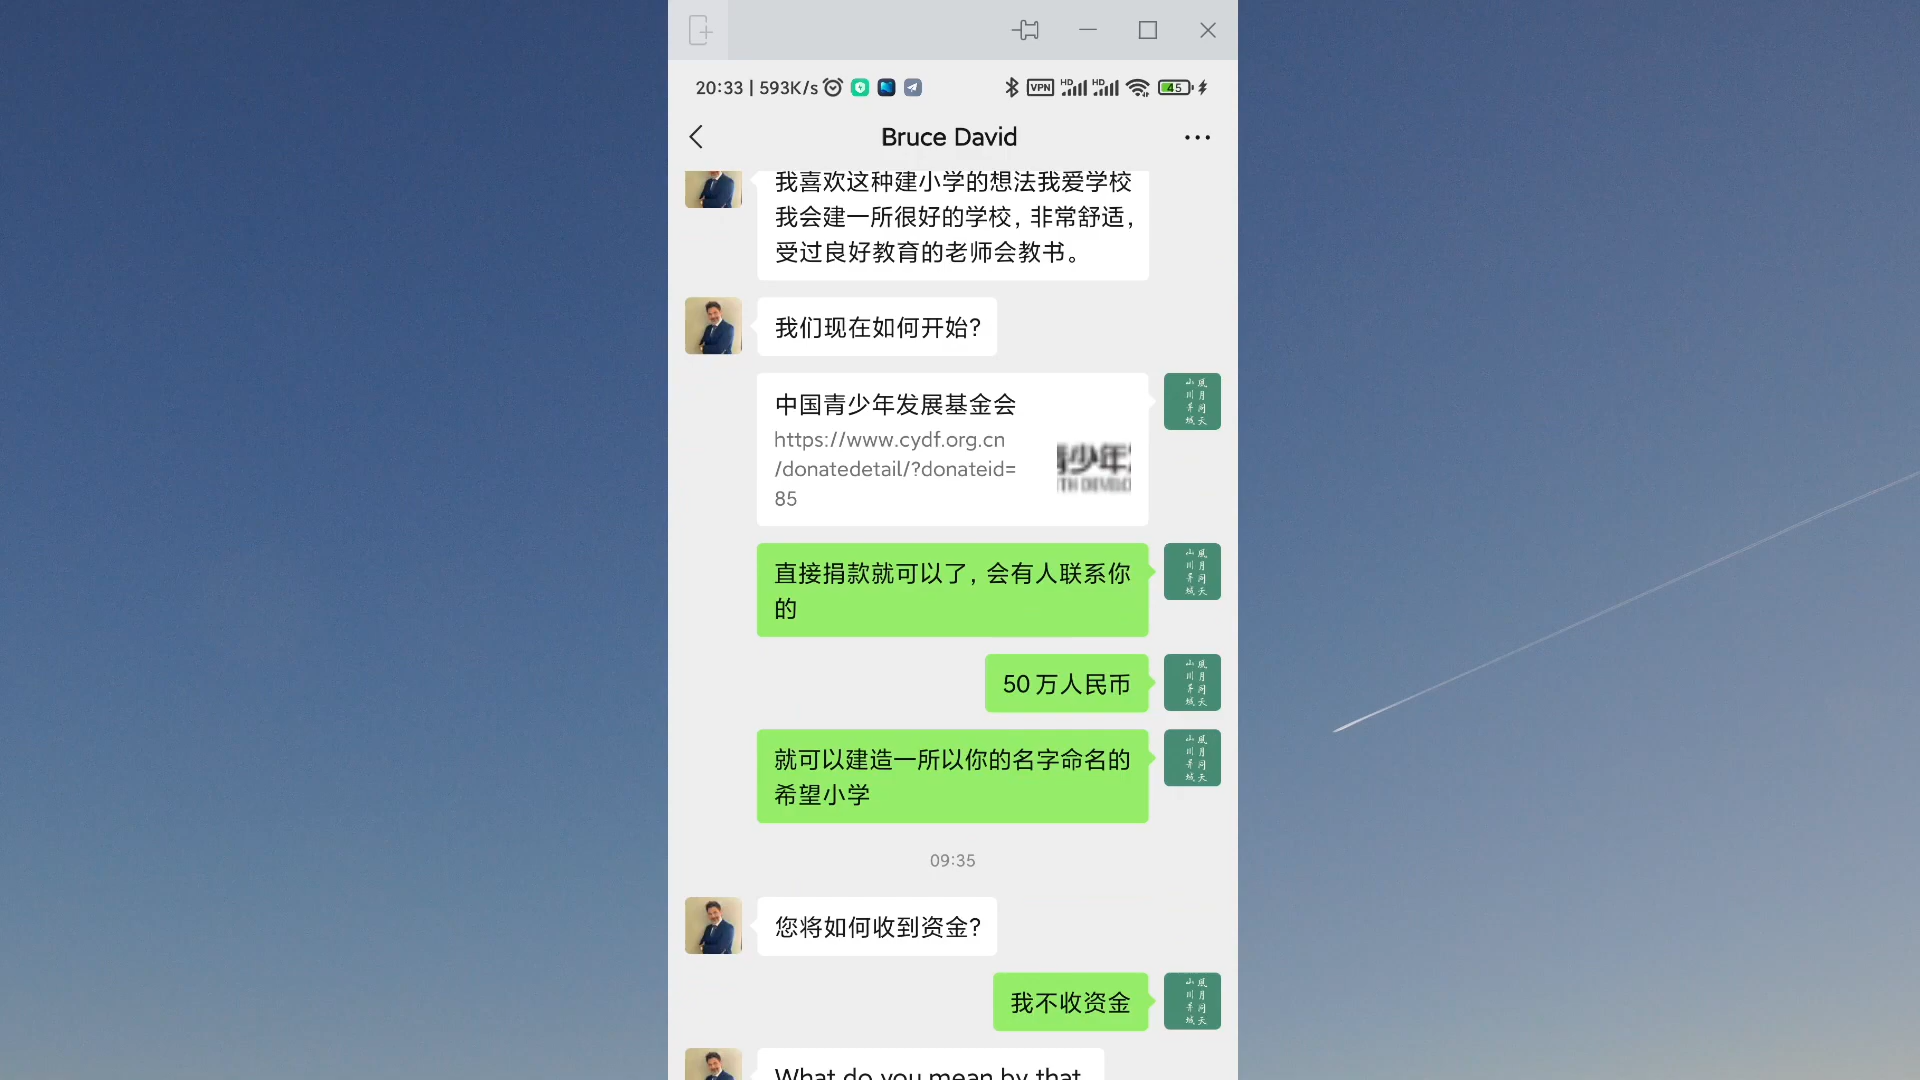 20:33 | 593K/s
VPN HD HD 45
Bruce David
我喜欢这种建小学的想法我爱学校
我会建一所很好的学校，非常舒适，
受过良好教育的老师会教书。
我们现在如何开始？
中国青少年发展基金会
https://www.cydf.org.cn
/donatedetail/?donateid=
85
直接捐款就可以了，会有人联系你
的
50万人民币
就可以建造一所以你的名字命名的
希望小学
09:35
您将如何收到资金？
我不收资金
What do you mean by that